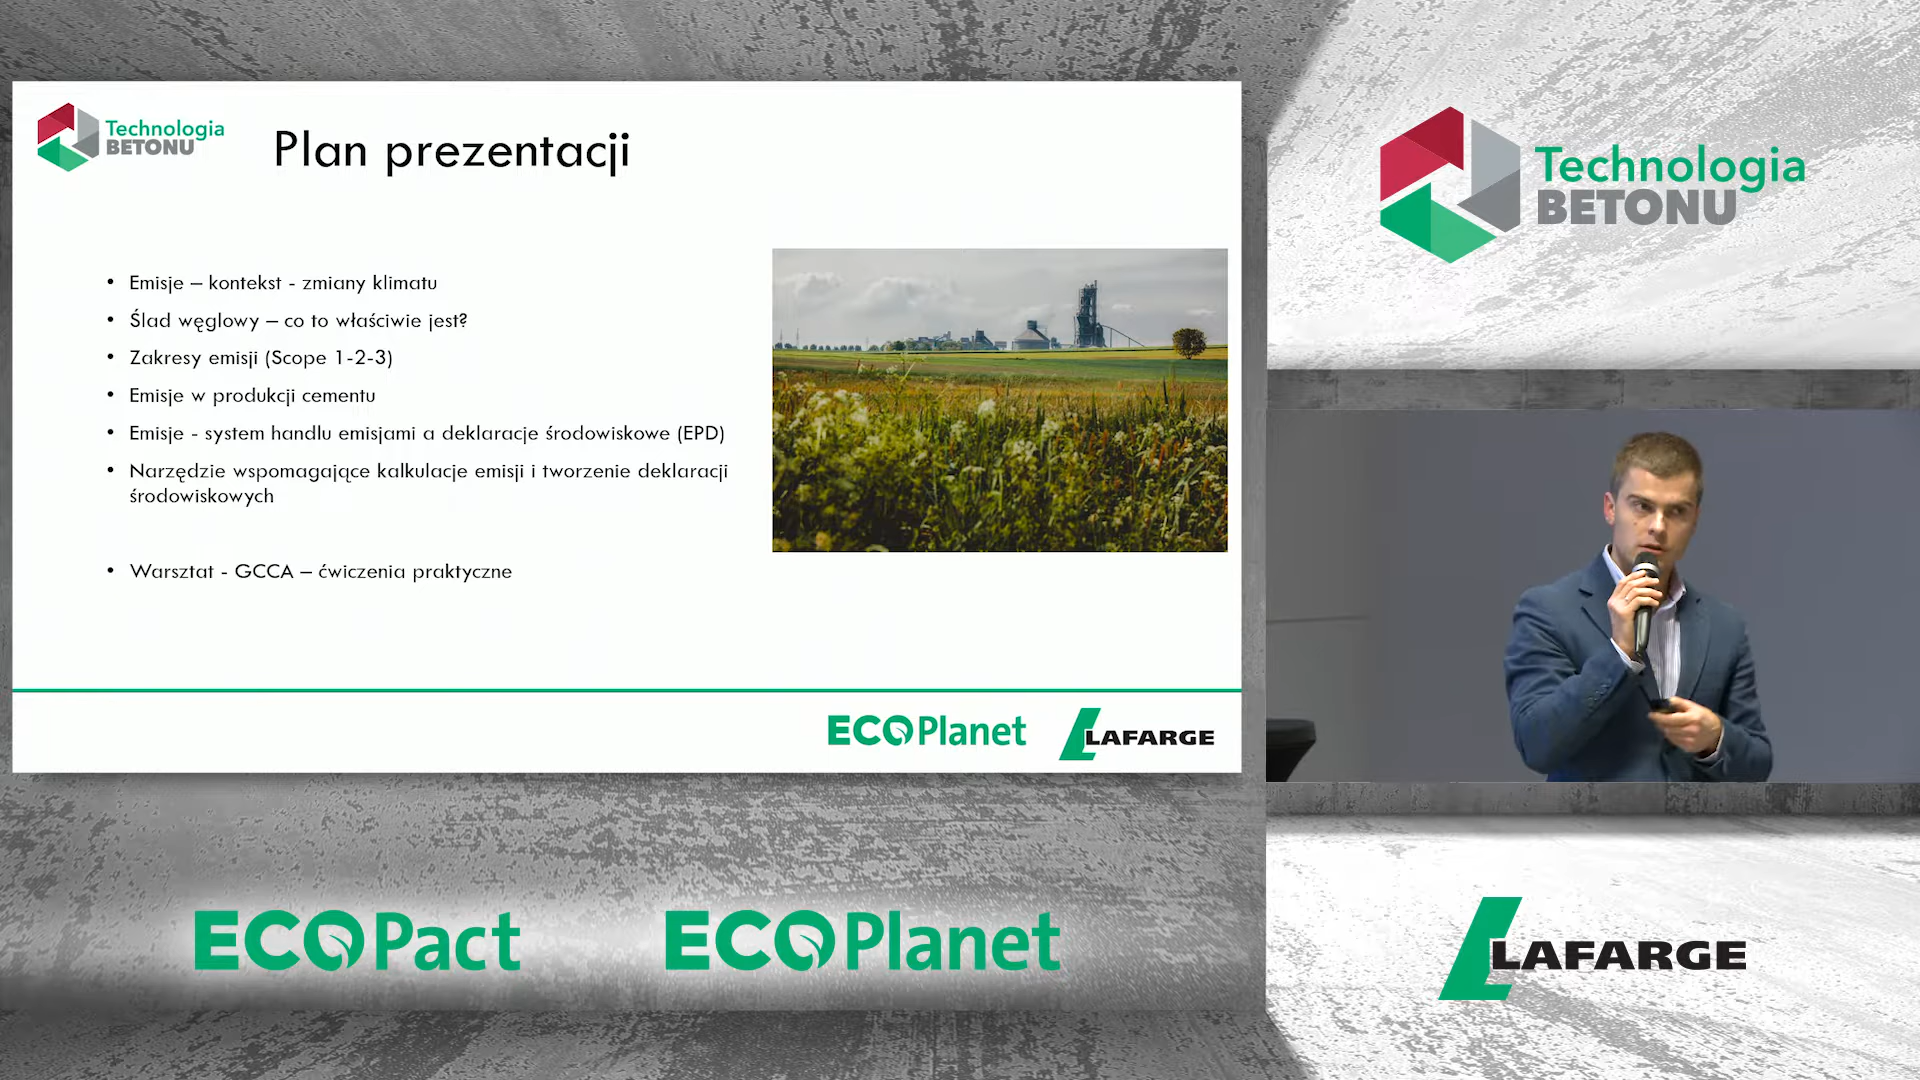 Technologia
BETONU
Plan prezentacji
• Emisje – kontekst - zmiany klimatu
• Ślad węglowy – co to właściwie jest?
• Zakresy emisji (Scope 1-2-3)
• Emisje w produkcji cementu
• Emisje - system handlu emisjami a deklaracje środowiskowe (EPD)
• Narzędzie wspomagające kalkulacje emisji i tworzenie deklaracji
środowiskowych
• Warsztat - GCCA – ćwiczenia praktyczne
ECOPlanet
LAFARGE
Technologia
BETONU
ECOPact
ECOPlanet
LAFARGE